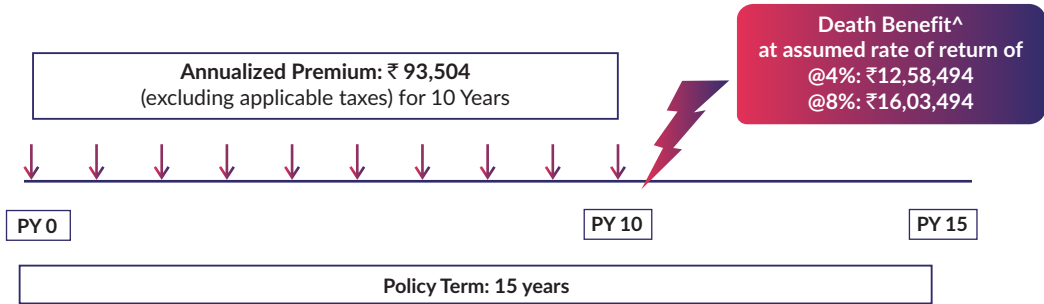 Annualized Premium: ₹ 93,504
(excluding applicable taxes) for 10 Years
Death Benefit^
at assumed rate of return of
@4%: ₹12,58,494
@8%: ₹16,03,494
PY 0
PY 10
PY 15
Policy Term: 15 years